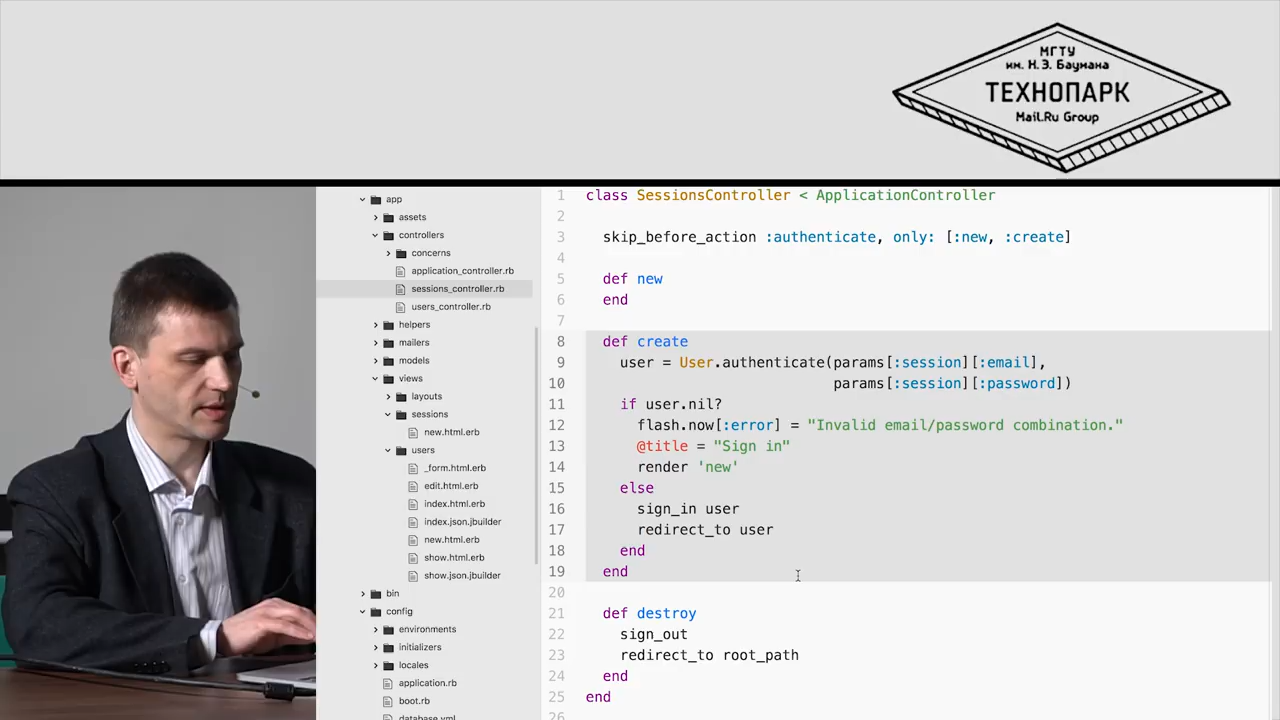 МГТУ
им. Н.Э. Баумана
ТЕХНОПАРК
Mail.Ru Group
app
assets
controllers
concerns
application_controller.rb
sessions_controller.rb
users_controller.rb
helpers
mailers
models
views
layouts
sessions
new.html.erb
users
_form.html.erb
edit.html.erb
index.html.erb
index.json.jbuilder
new.html.erb
show.html.erb
show.json.jbuilder
bin
config
environments
initializers
locales
application.rb
boot.rb
database.yml
1 class SessionsController < ApplicationController
2
3 skip_before_action :authenticate, only: [:new, :create]
4
5 def new
6 end
7
8 def create
9 user = User.authenticate(params[:session][:email],
10 params[:session][:password])
11 if user.nil?
12 flash.now[:error] = "Invalid email/password combination."
13 @title = "Sign in"
14 render 'new'
15 else
16 sign_in user
17 redirect_to user
18 end
19 end
20
21 def destroy
22 sign_out
23 redirect_to root_path
24 end
25 end
26